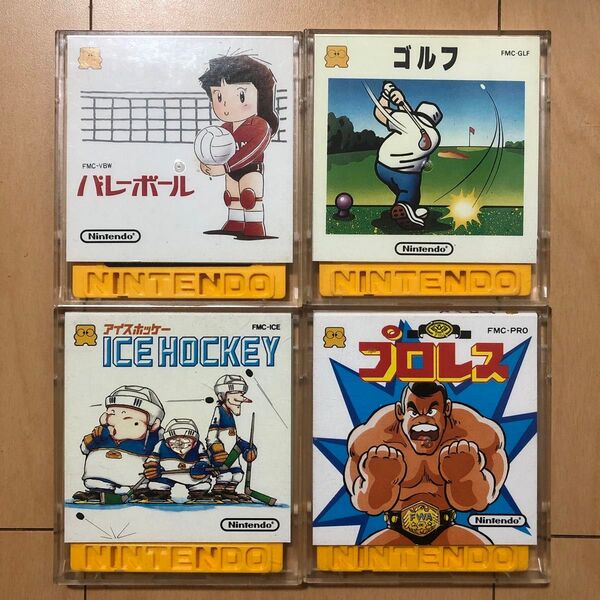 FMC-VBW
バレーボール
Nintendo
NINTENDO
ゴルフ
FMC-GLF
Nintendo
NINTENDO
アイスホッケー
FMC-ICE
ICE HOCKEY
Nintendo
NINTENDO
FMC-PRO
プロレス
FWA
Nintendo
NINTENDO